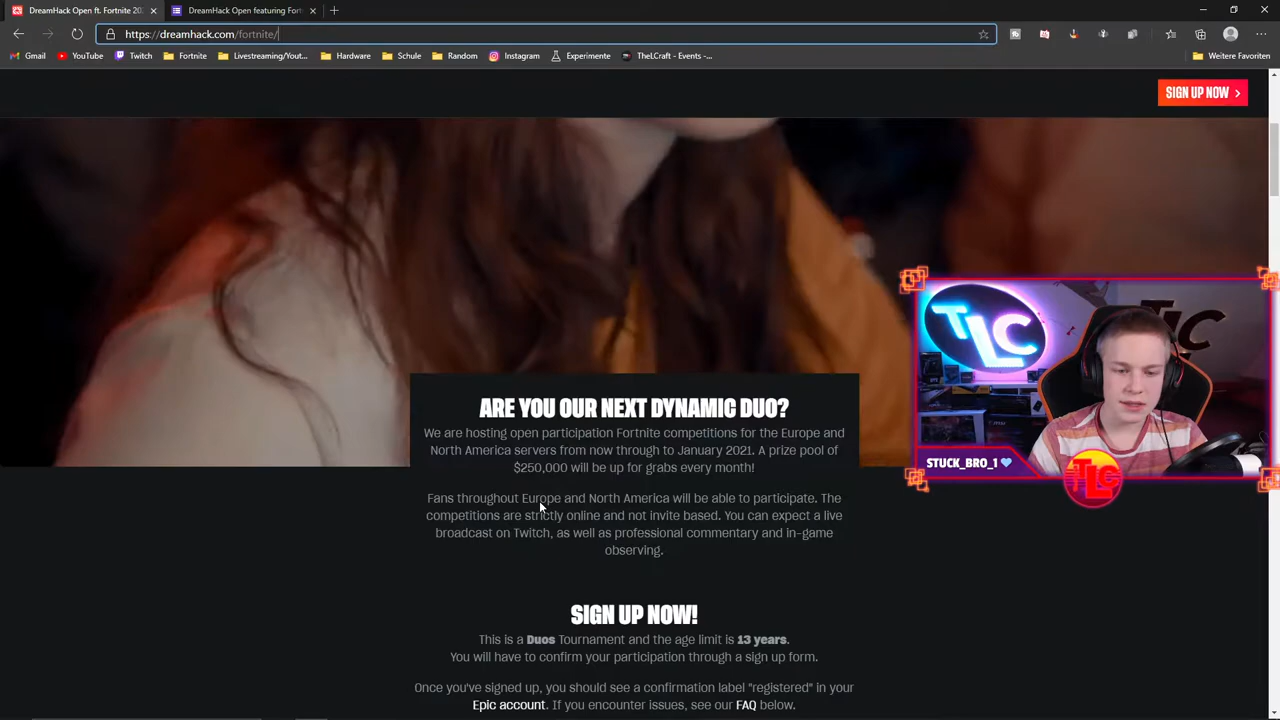 DreamHack Open ft. Fortnite 202
DreamHack Open featuring Fort
https://dreamhack.com/fortnite/
Gmail
YouTube
Twitch
Fortnite
Livestreaming/Yout...
Hardware
Schule
Random
Instagram
Experimente
TheLCraft - Events -...
Weitere Favoriten
SIGN UP NOW
TLC
TLC
ARE YOU OUR NEXT DYNAMIC DUO?
We are hosting open participation Fortnite competitions for the Europe and
North America servers from now through to January 2021. A prize pool of
$250,000 will be up for grabs every month!
STUCK_BRO_1
TLC
Fans throughout Europe and North America will be able to participate. The
competitions are strictly online and not invite based. You can expect a live
broadcast on Twitch, as well as professional commentary and in-game
observing.
SIGN UP NOW!
This is a Duos Tournament and the age limit is 13 years.
You will have to confirm your participation through a sign up form.
Once you've signed up, you should see a confirmation label "registered" in your
Epic account. If you encounter issues, see our FAQ below.